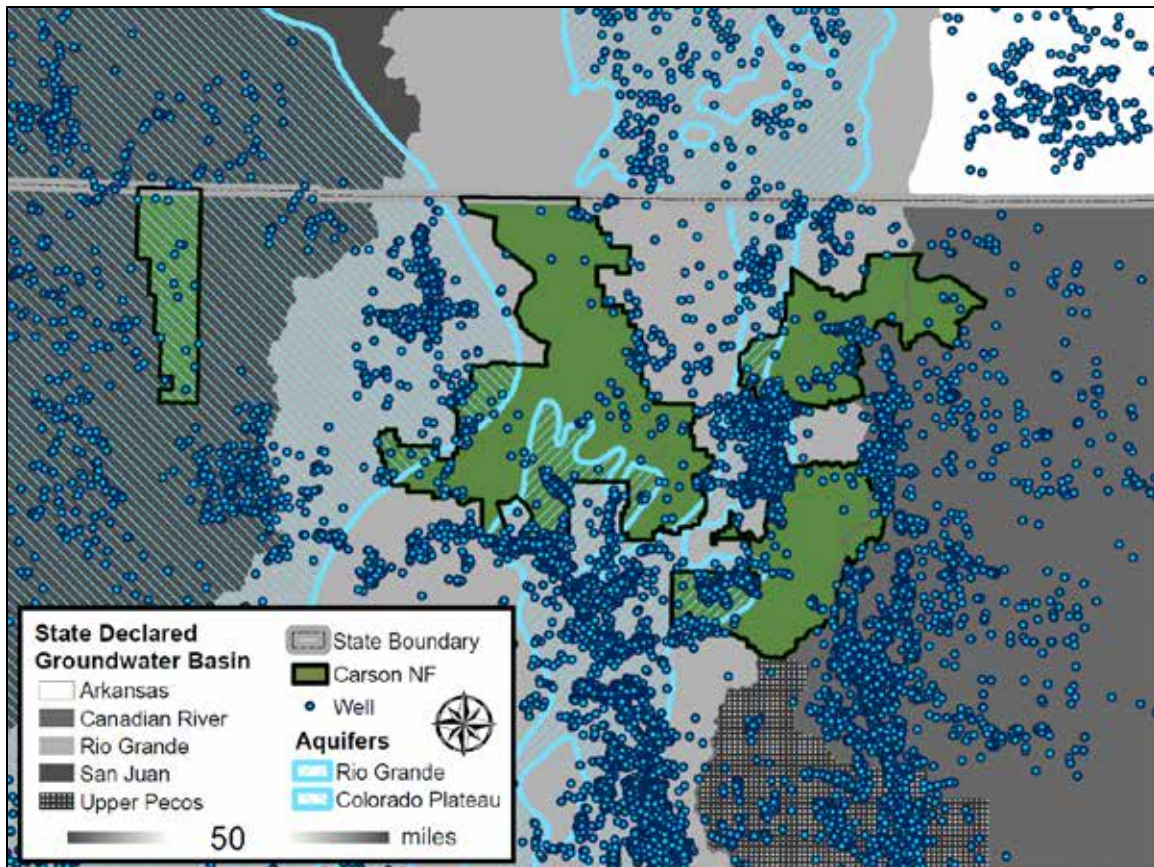 State Declared
Groundwater Basin
Arkansas
Canadian River
Rio Grande
San Juan
Upper Pecos
State Boundary
Carson NF
Well
Aquifers
Rio Grande
Colorado Plateau
50 miles